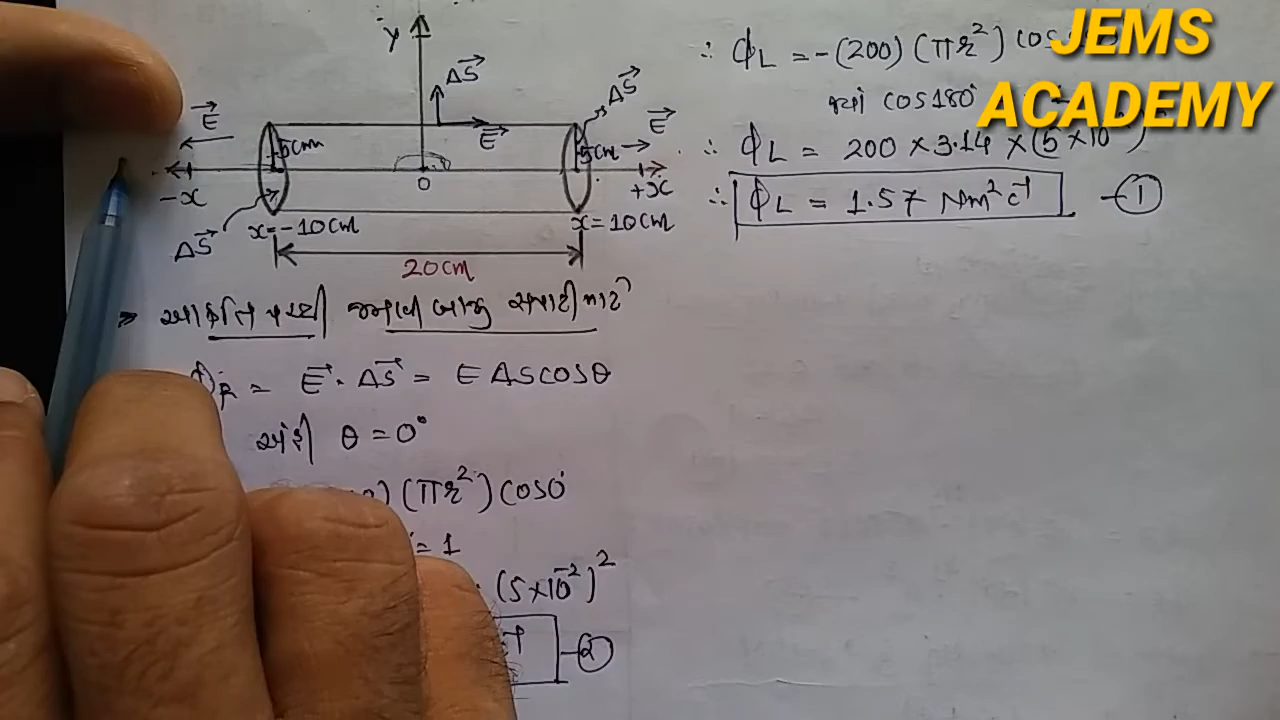 JEMS
ACADEMY
y
ΔS⃗
ΔS⃗
E⃗
E⃗
E⃗
5cm
5cm
-x
0
+x
ΔS⃗
x=-10cm
x=10cm
20cm
બાજુ
ϕR = E⃗ · ΔS⃗ = EΔScosθ
θ = 0°
(πr²) cos0°
= 1
(5×10⁻²)²
②
∴ ϕL = -(200) (πr²) cos
cos180°
∴ ϕL = 200 × 3.14 × (5 × 10
∴ ϕL = 1.57 Nm²c⁻¹ — ①